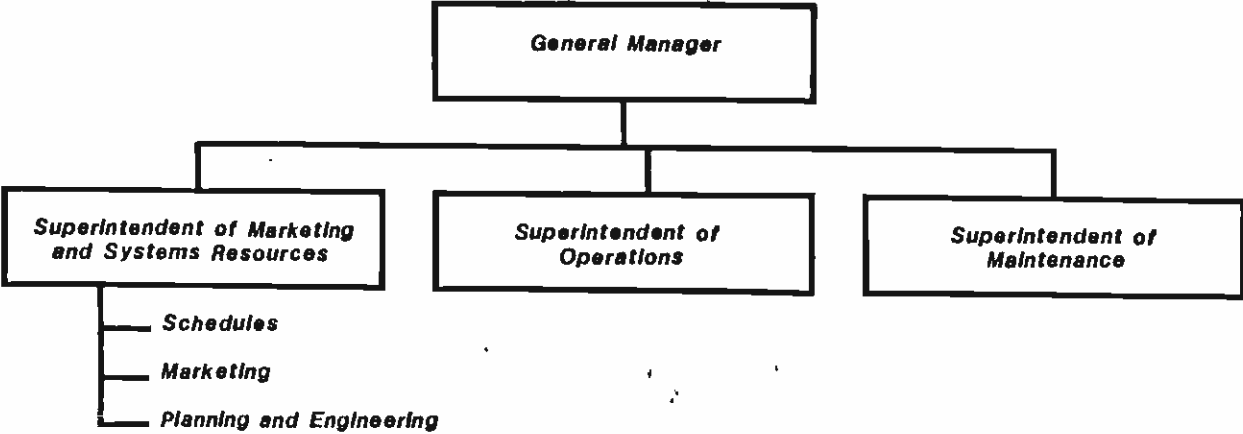 General Manager
Superintendent of Marketing
and Systems Resources
Superintendent of
Operations
Superintendent of
Maintenance
Schedules
Marketing
Planning and Engineering